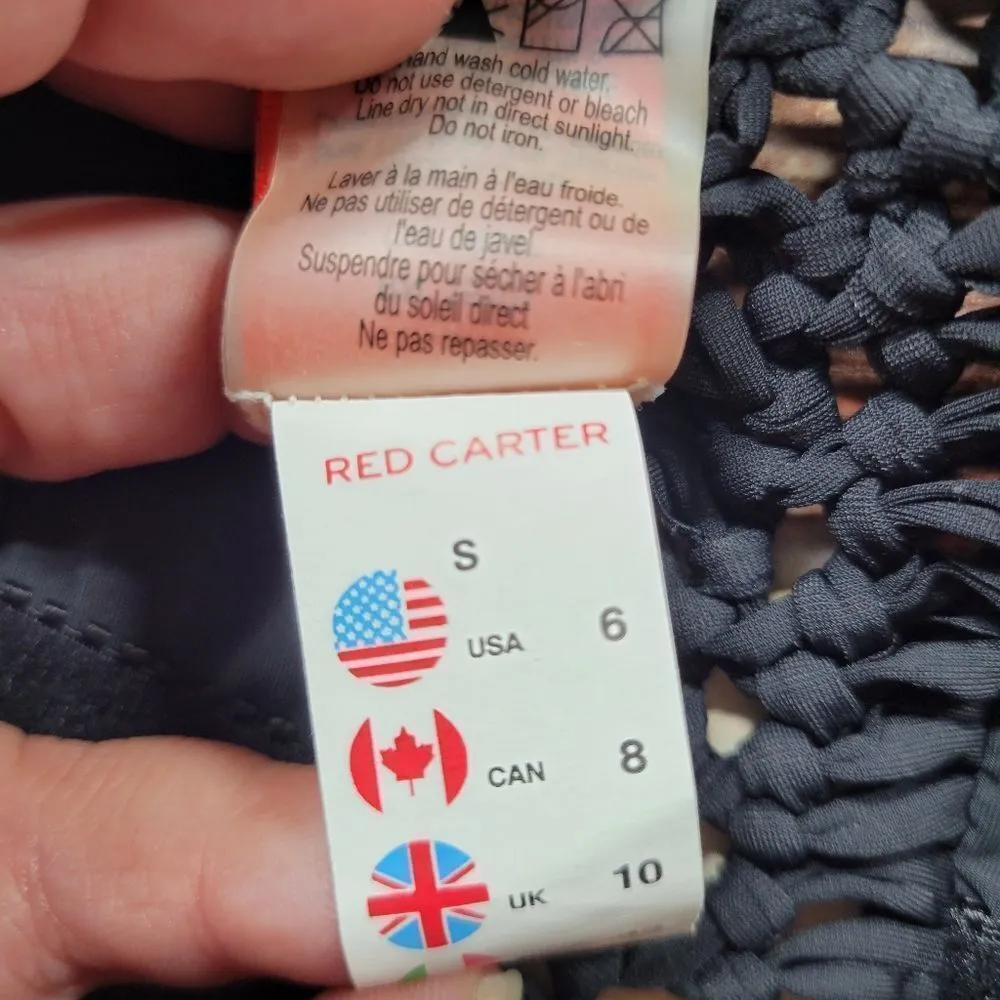 hand wash cold water.
Do not use detergent or bleach
Line dry not in direct sunlight.
Do not iron.
Laver à la main à l'eau froide.
Ne pas utiliser de détergent ou de
l'eau de javel
Suspendre pour sécher à l'abri
du soleil direct
Ne pas repasser.
RED CARTER
S
USA 6
CAN 8
UK 10